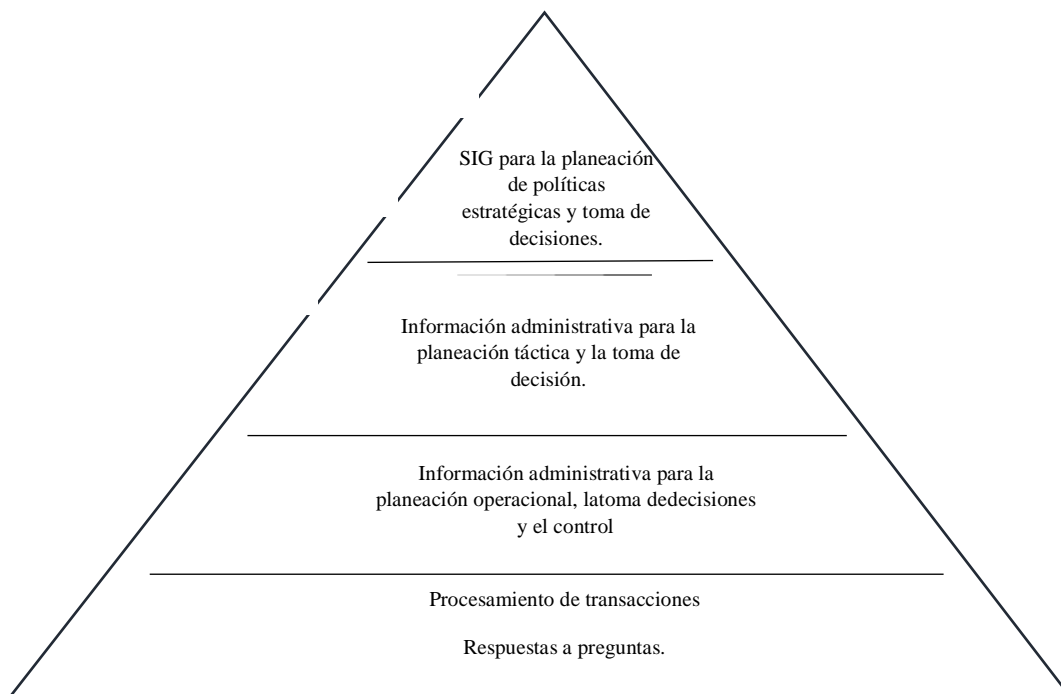 SIG para la planeación
de políticas
estratégicas y toma de
decisiones.
Información administrativa para la
planeación táctica y la toma de
decisión.
Información administrativa para la
planeación operacional, latoma dedecisiones
y el control
Procesamiento de transacciones
Respuestas a preguntas.